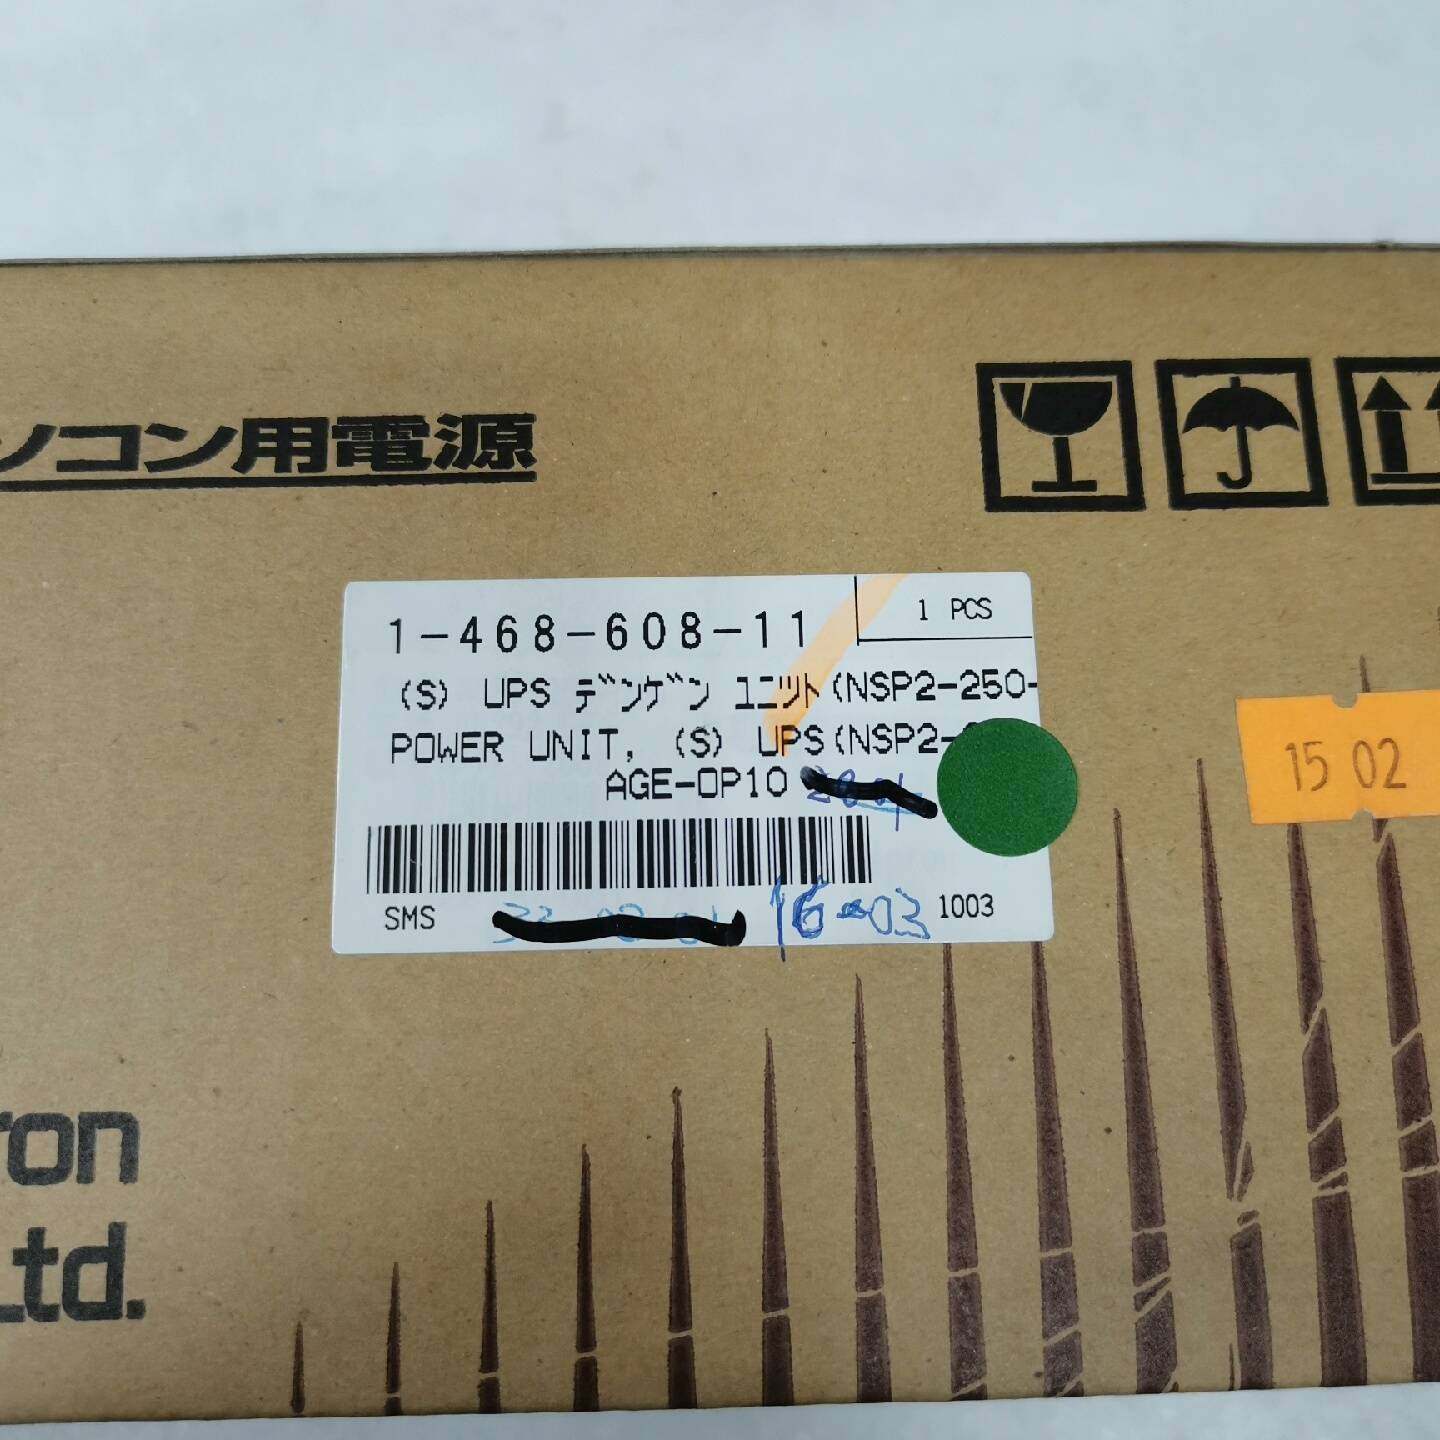 ソコン用電源
1-468-608-11
1 PCS
(S) UPS デンゲン ユニツト(NSP2-250-
POWER UNIT, (S) UPS(NSP2-
AGE-OP10
SMS
16-03
1003
15 02
ron
Ltd.